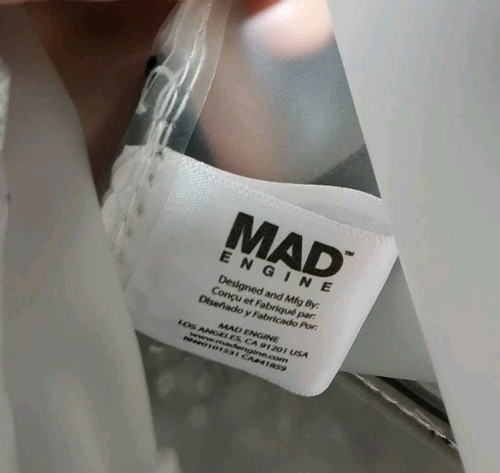 MAD™
ENGINE
Designed and Mfg By:
Conçu et Fabriqué par:
Diseñado y Fabricado Por:
MAD ENGINE
LOS ANGELES, CA 91201 USA
www.madengine.com
RN#0101531 CA#41859